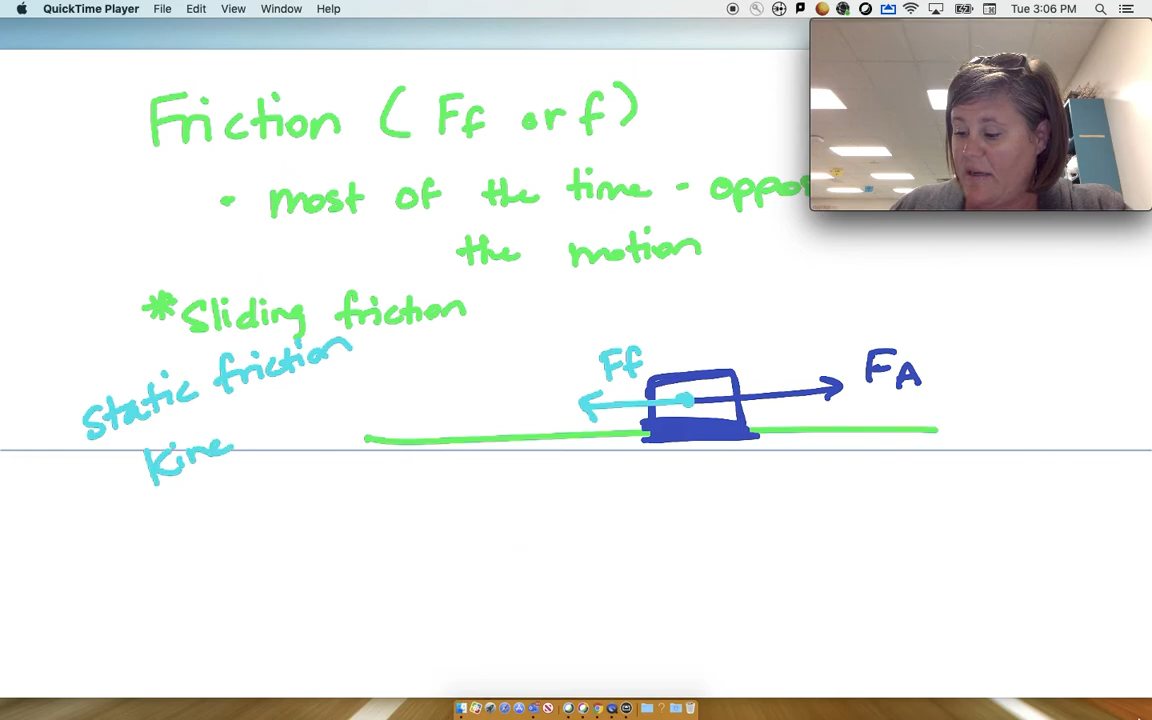 QuickTime Player File Edit View Window Help Tue 3:06 PM
Friction (Ff or f)
• most of the time - oppos
the motion
*Sliding friction
static friction
Kine
Ff
FA